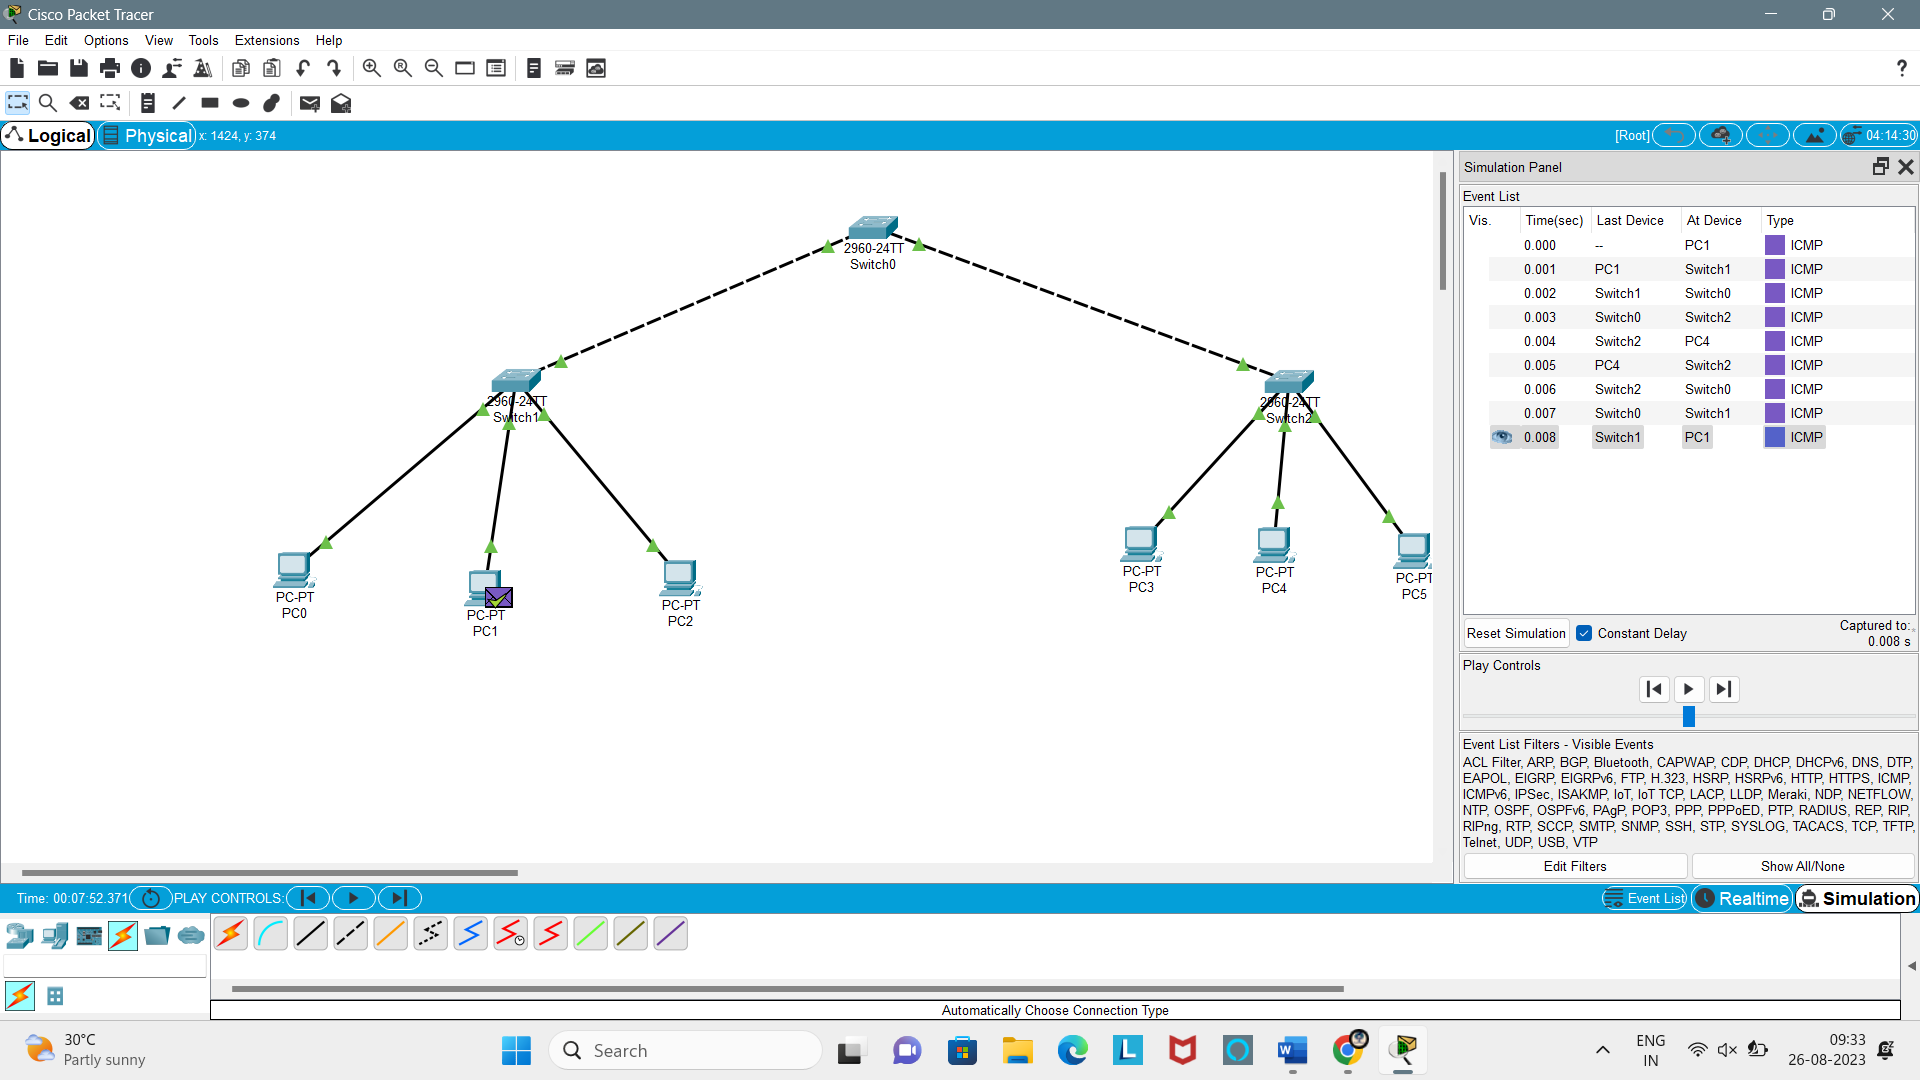 Cisco Packet Tracer
File Edit Options View Tools Extensions Help
?
Logical Physical x: 1424, y: 374 [Root] 04:14:30
2960-24TT
Switch0
2960-24TT
Switch1
2960-24TT
Switch2
PC-PT
PC0
PC-PT
PC1
PC-PT
PC2
PC-PT
PC3
PC-PT
PC4
PC-PT
PC5
Simulation Panel
Event List
Vis. Time(sec) Last Device At Device Type
0.000 -- PC1 ICMP
0.001 PC1 Switch1 ICMP
0.002 Switch1 Switch0 ICMP
0.003 Switch0 Switch2 ICMP
0.004 Switch2 PC4 ICMP
0.005 PC4 Switch2 ICMP
0.006 Switch2 Switch0 ICMP
0.007 Switch0 Switch1 ICMP
0.008 Switch1 PC1 ICMP
Reset Simulation Constant Delay Captured to:
0.008 s
Play Controls
Event List Filters - Visible Events
ACL Filter, ARP, BGP, Bluetooth, CAPWAP, CDP, DHCP, DHCPv6, DNS, DTP,
EAPOL, EIGRP, EIGRPv6, FTP, H.323, HSRP, HSRPv6, HTTP, HTTPS, ICMP,
ICMPv6, IPSec, ISAKMP, IoT, IoT TCP, LACP, LLDP, Meraki, NDP, NETFLOW,
NTP, OSPF, OSPFv6, PAgP, POP3, PPP, PPPoED, PTP, RADIUS, REP, RIP,
RIPng, RTP, SCCP, SMTP, SNMP, SSH, STP, SYSLOG, TACACS, TCP, TFTP,
Telnet, UDP, USB, VTP
Edit Filters Show All/None
Time: 00:07:52.371 PLAY CONTROLS: Event List Realtime Simulation
Automatically Choose Connection Type
30°C
Partly sunny
Search
ENG
IN
09:33
26-08-2023